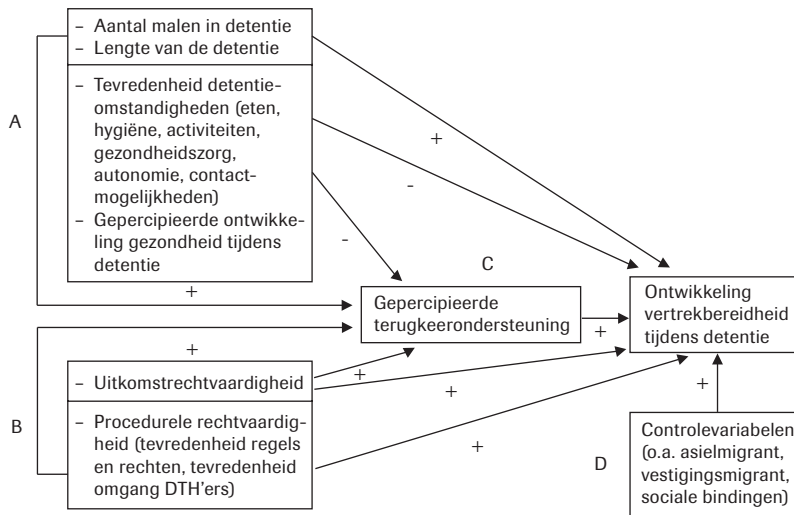 – Aantal malen in detentie
– Lengte van de detentie
– Tevredenheid detentie-
omstandigheden (eten,
hygiëne, activiteiten,
gezondheidszorg,
autonomie, contact-
mogelijkheden)
– Gepercipieerde ontwikke-
ling gezondheid tijdens
detentie
A
+
-
-
+
C
Gepercipieerde
terugkeerondersteuning
+
Ontwikkeling
vertrekbereidheid
tijdens detentie
+
– Uitkomstrechtvaardigheid
+
+
+
B
– Procedurele rechtvaardig-
heid (tevredenheid regels
en rechten, tevredenheid
omgang DTH'ers)
+
D
Controlevariabelen
(o.a. asielmigrant,
vestigingsmigrant,
sociale bindingen)